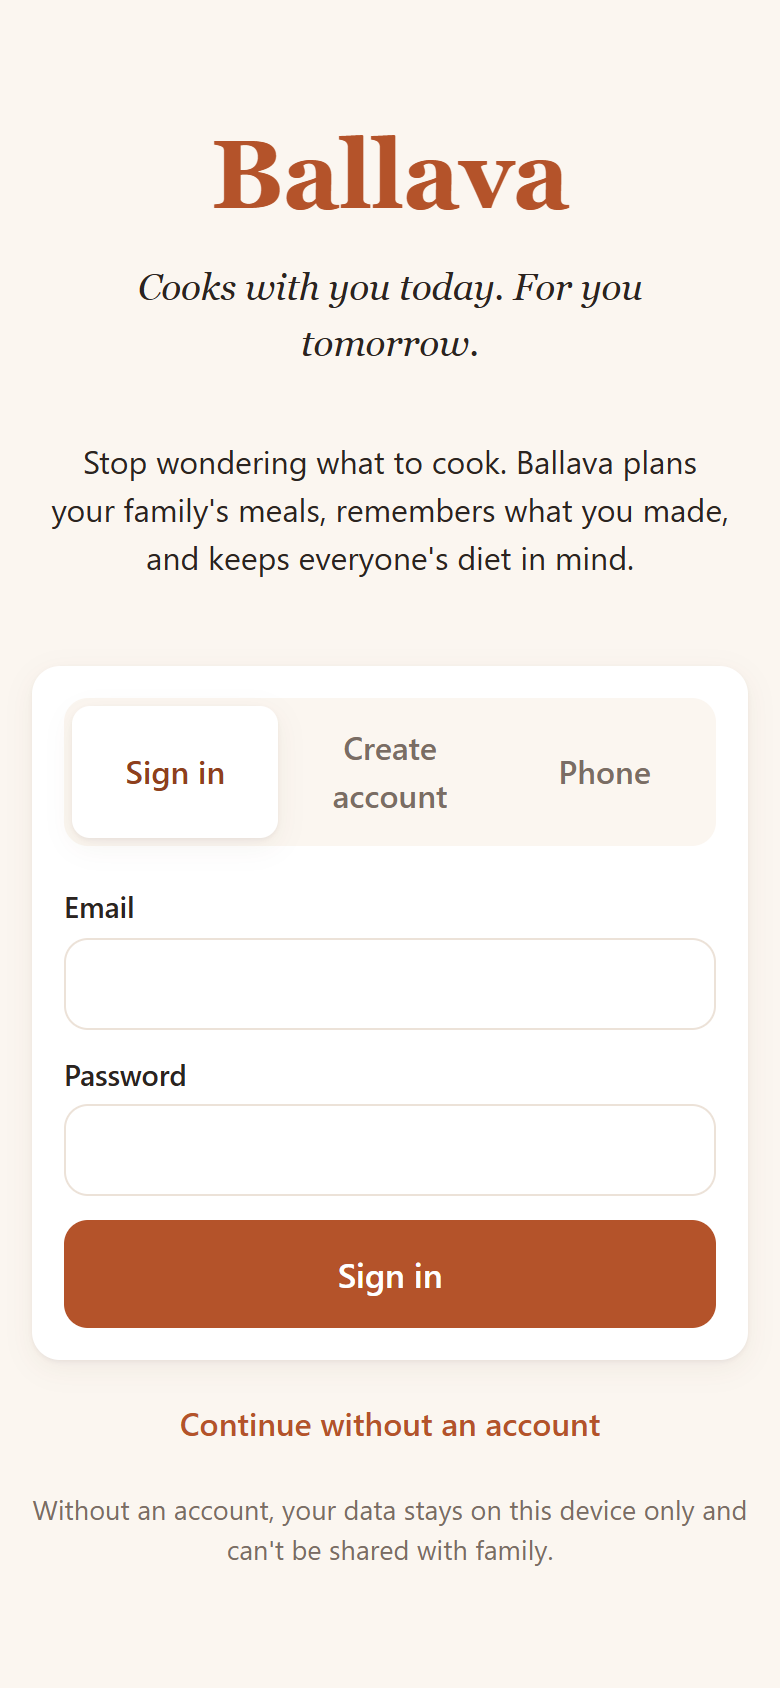 Ballava
Cooks with you today. For you
tomorrow.
Stop wondering what to cook. Ballava plans
your family's meals, remembers what you made,
and keeps everyone's diet in mind.
Sign in
Create
account
Phone
Email
Password
Sign in
Continue without an account
Without an account, your data stays on this device only and
can't be shared with family.